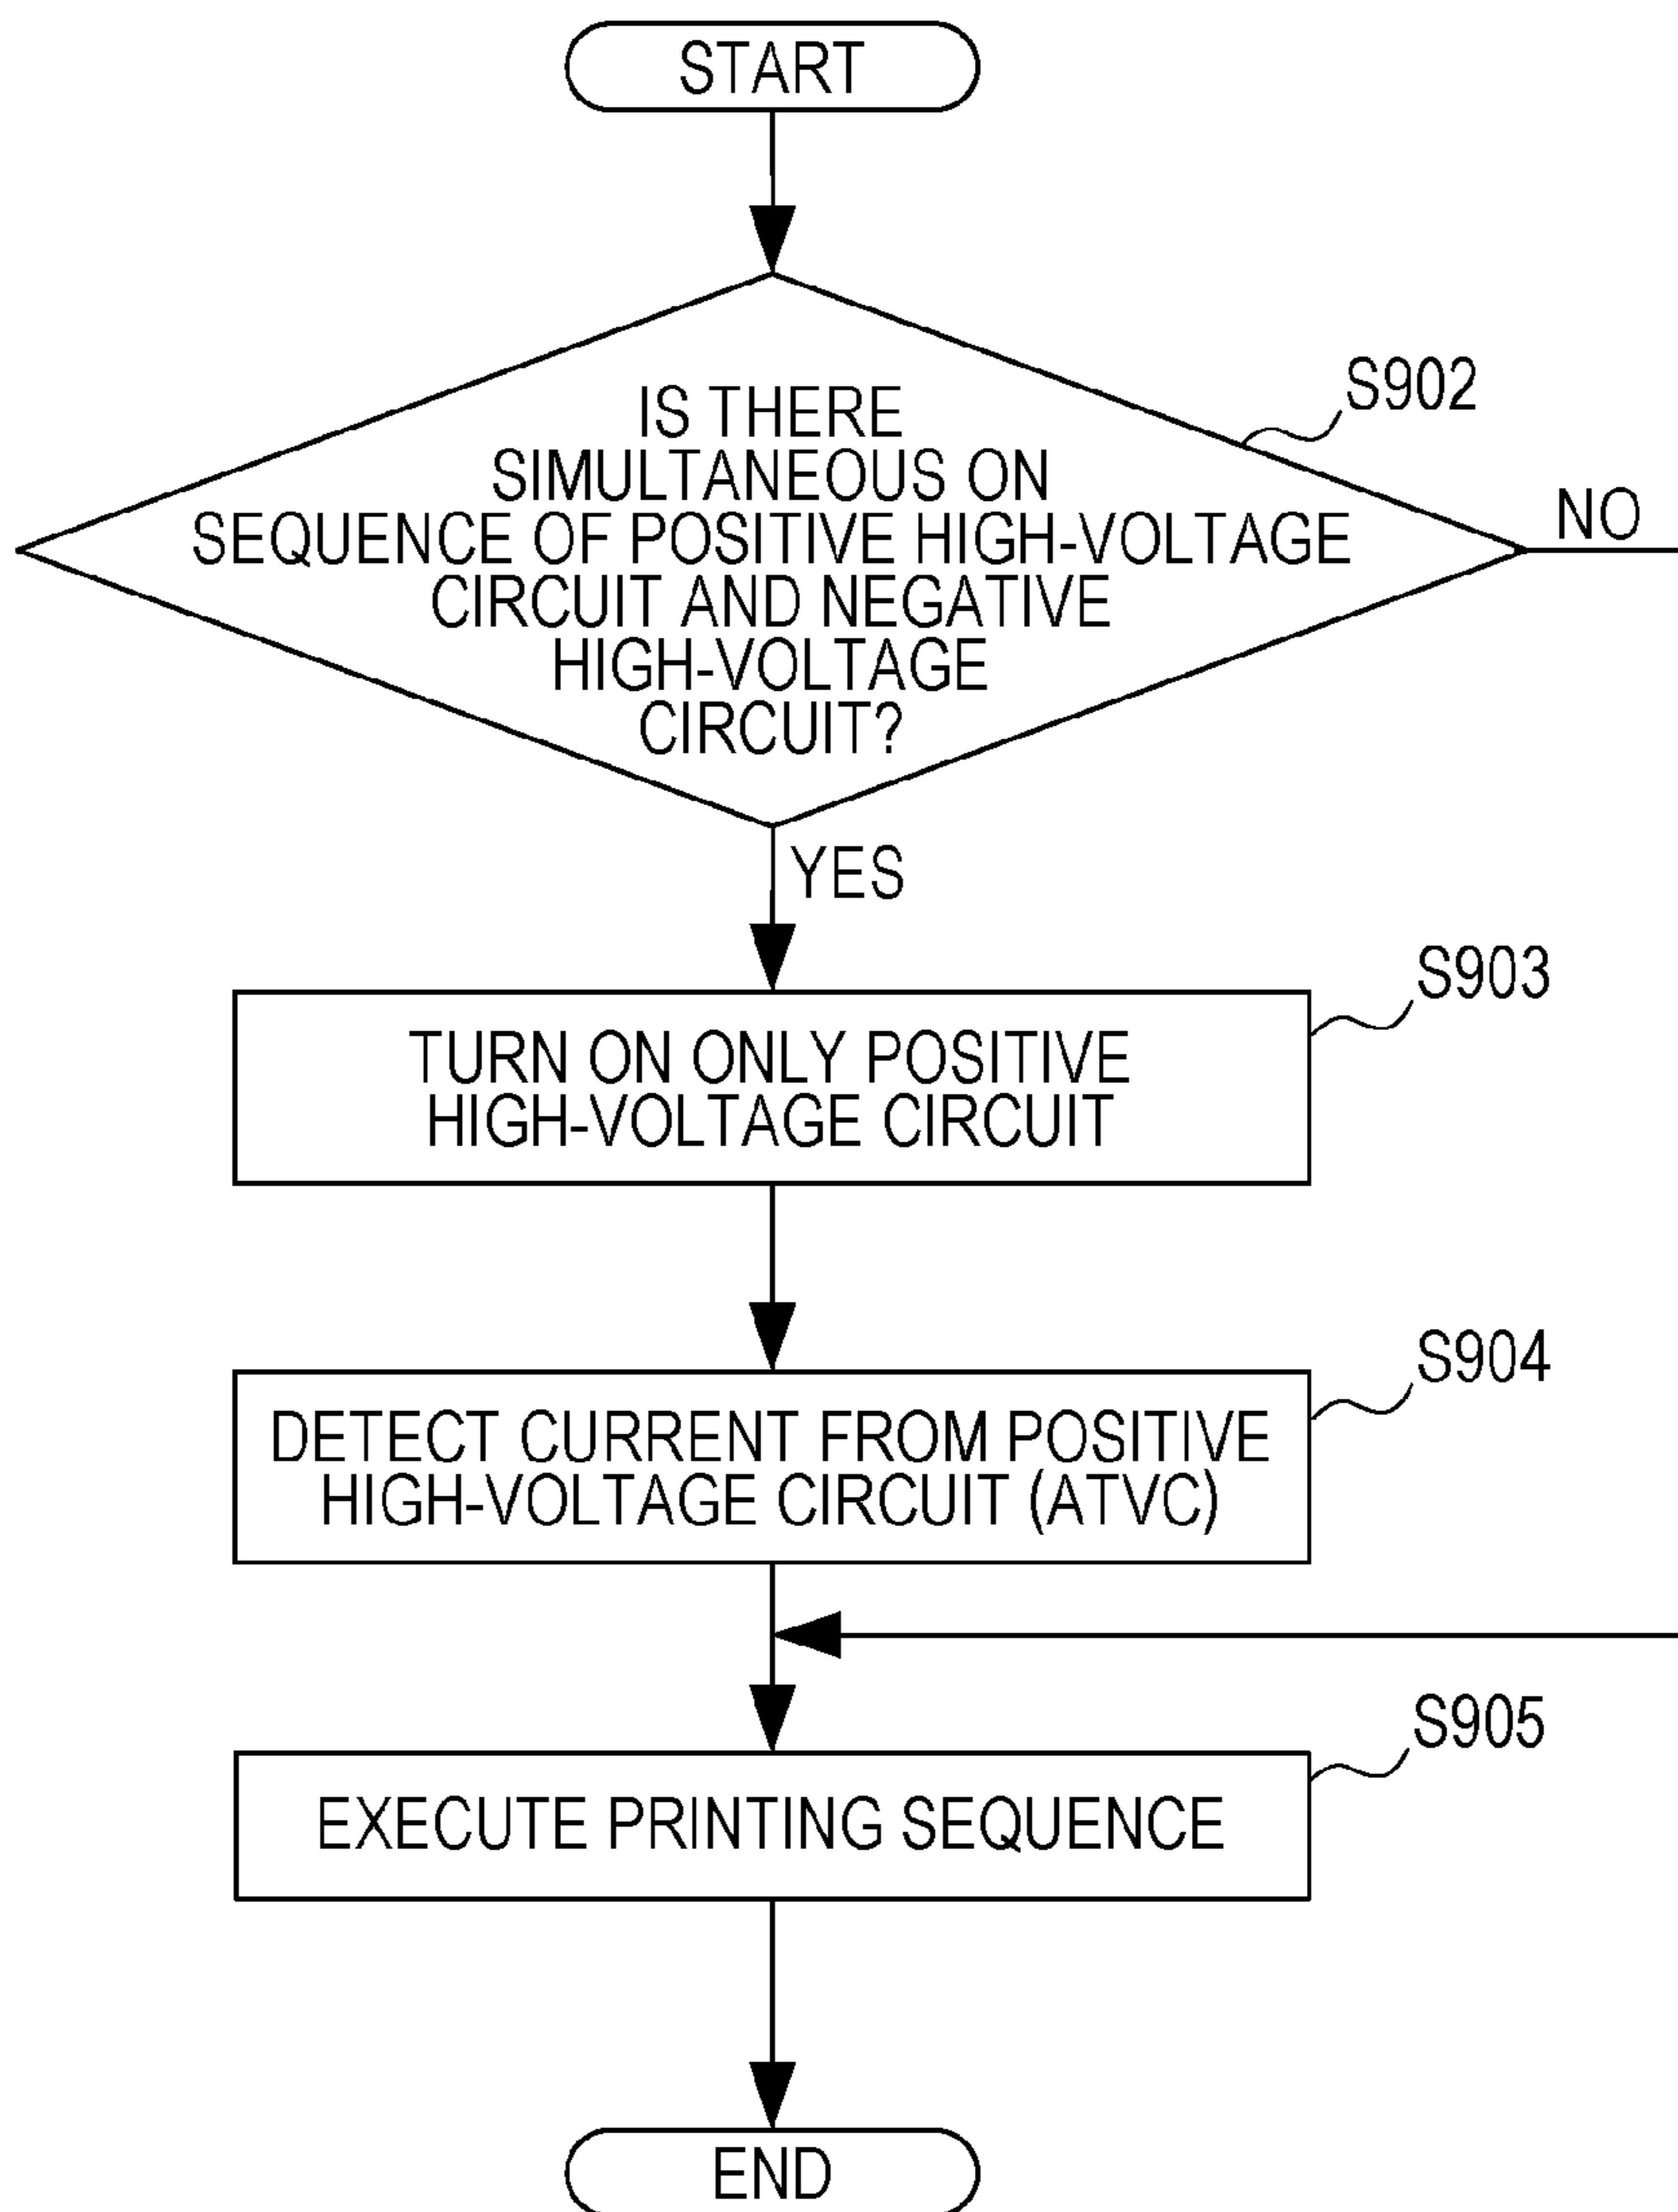 START
IS THERE
SIMULTANEOUS ON
SEQUENCE OF POSITIVE HIGH-VOLTAGE
CIRCUIT AND NEGATIVE
HIGH-VOLTAGE
CIRCUIT?
S902
NO
YES
S903
TURN ON ONLY POSITIVE
HIGH-VOLTAGE CIRCUIT
S904
DETECT CURRENT FROM POSITIVE
HIGH-VOLTAGE CIRCUIT (ATVC)
S905
EXECUTE PRINTING SEQUENCE
END